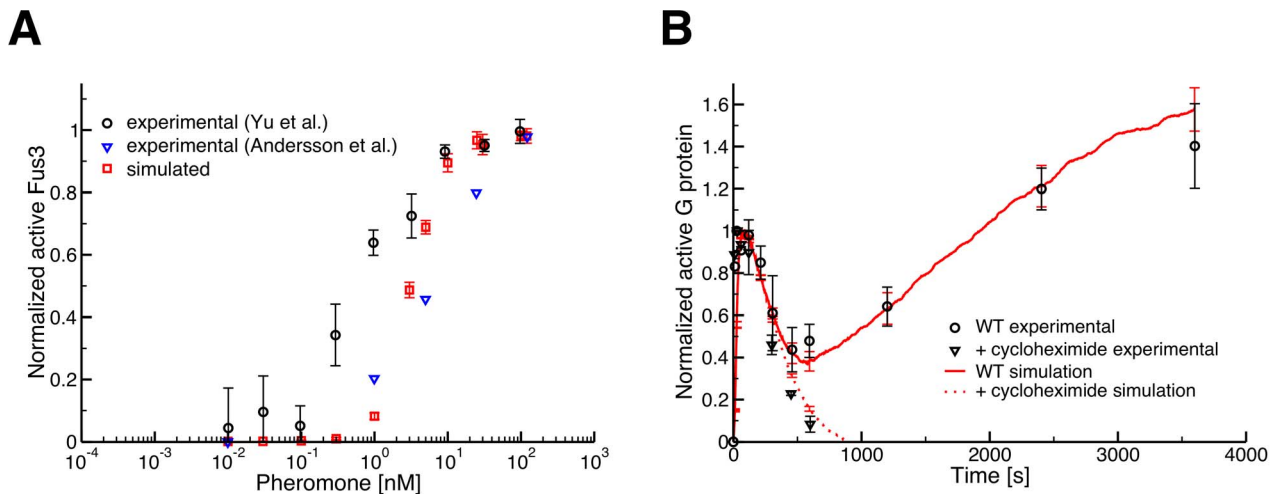 A
B
experimental (Yu et al.)
experimental (Andersson et al.)
simulated
Normalized active Fus3
1
0.8
0.6
0.4
0.2
0
10^-4
10^-3
10^-2
10^-1
10^0
10^1
10^2
10^3
Pheromone [nM]
Normalized active G protein
1.6
1.4
1.2
1
0.8
0.6
0.4
0.2
0
WT experimental
+ cycloheximide experimental
WT simulation
+ cycloheximide simulation
0
1000
2000
3000
4000
Time [s]